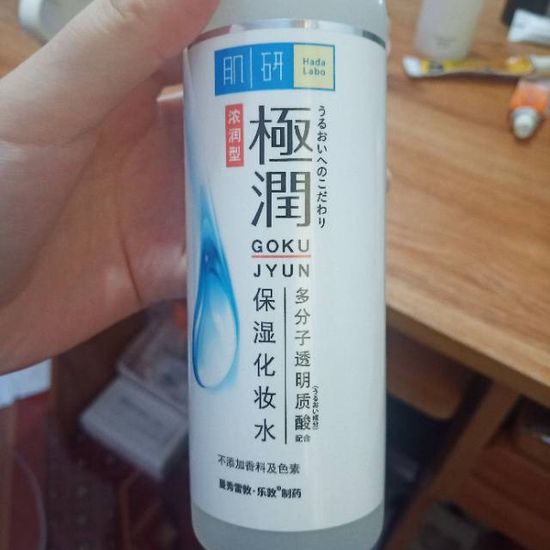 肌研
Hada
Labo
浓润型
極潤
うるおいへのこだわり
GOKU
JYUN
保湿化妆水
多分子透明质酸
(うるおい成分)
配合
不添加香料及色素
曼秀雷敦·乐敦®制药